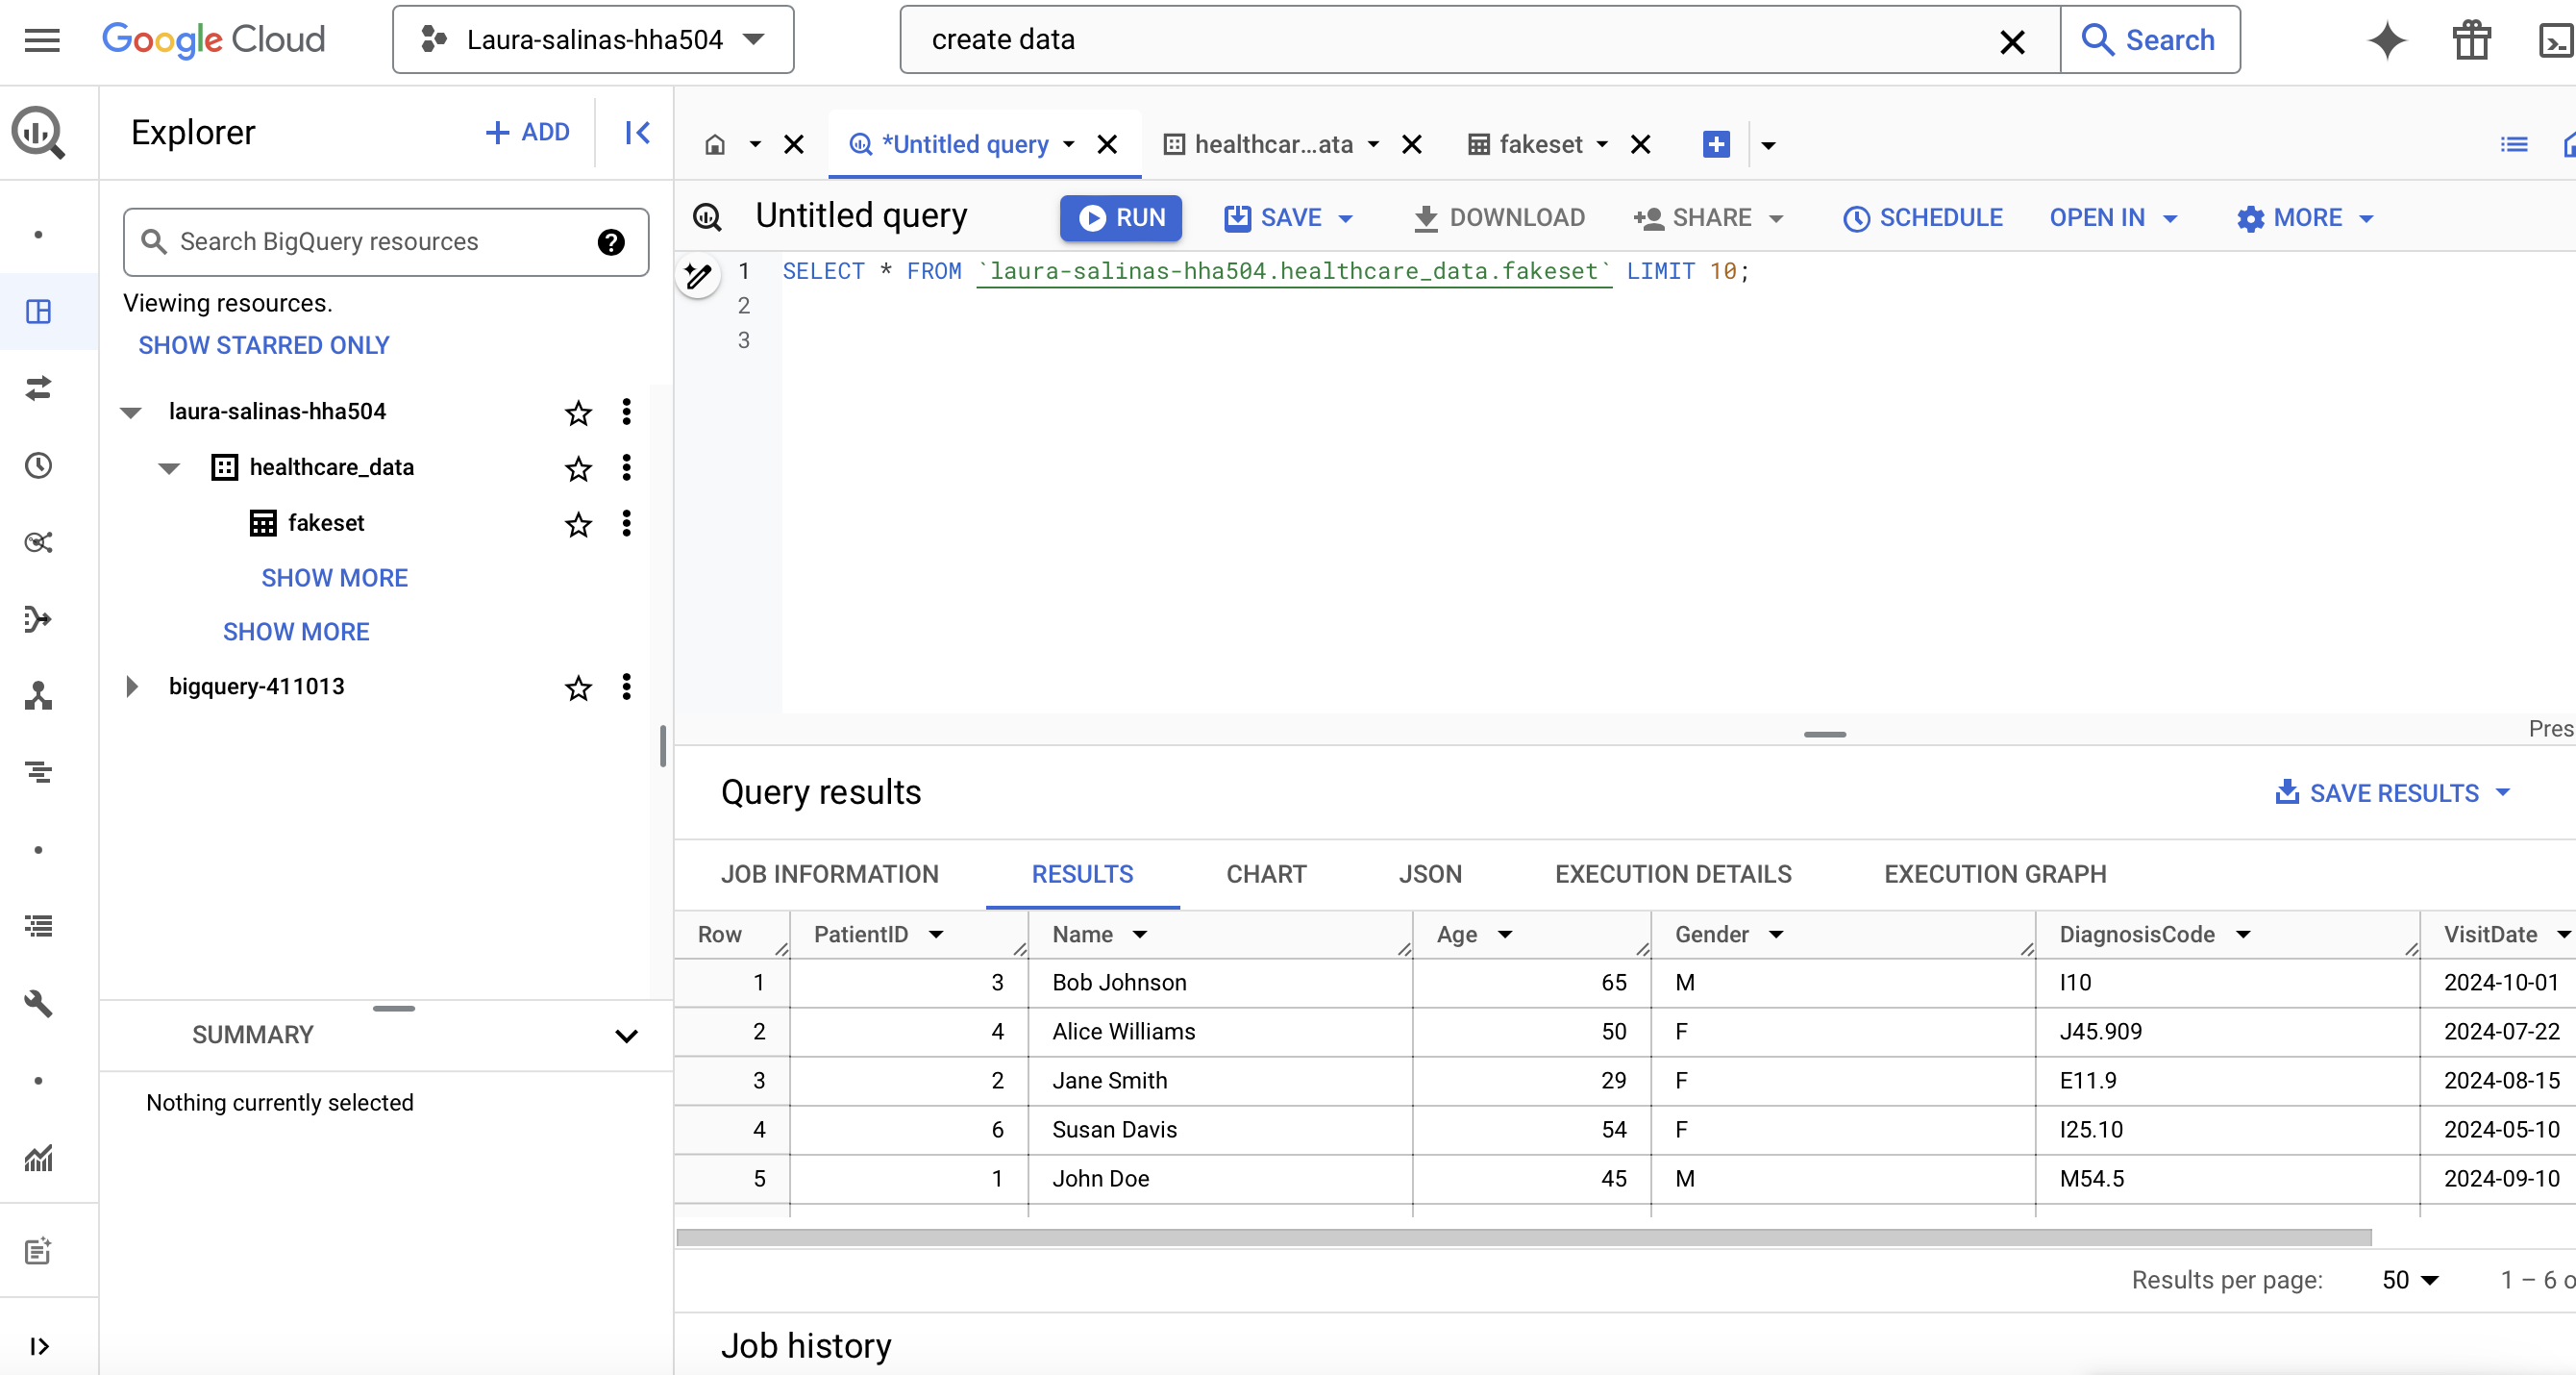 Google Cloud
Laura-salinas-hha504
create data
Search
Explorer
+ ADD
*Untitled query
healthcar...ata
fakeset
Untitled query
RUN
SAVE
DOWNLOAD
SHARE
SCHEDULE
OPEN IN
MORE
Search BigQuery resources
Viewing resources.
SHOW STARRED ONLY
laura-salinas-hha504
healthcare_data
fakeset
SHOW MORE
SHOW MORE
bigquery-411013
SUMMARY
Nothing currently selected
1 SELECT * FROM `laura-salinas-hha504.healthcare_data.fakeset` LIMIT 10;
2
3
Query results
SAVE RESULTS
JOB INFORMATION RESULTS CHART JSON EXECUTION DETAILS EXECUTION GRAPH
Row PatientID Name Age Gender DiagnosisCode VisitDate
1 3 Bob Johnson 65 M I10 2024-10-01
2 4 Alice Williams 50 F J45.909 2024-07-22
3 2 Jane Smith 29 F E11.9 2024-08-15
4 6 Susan Davis 54 F I25.10 2024-05-10
5 1 John Doe 45 M M54.5 2024-09-10
Results per page: 50 1 – 6
Job history